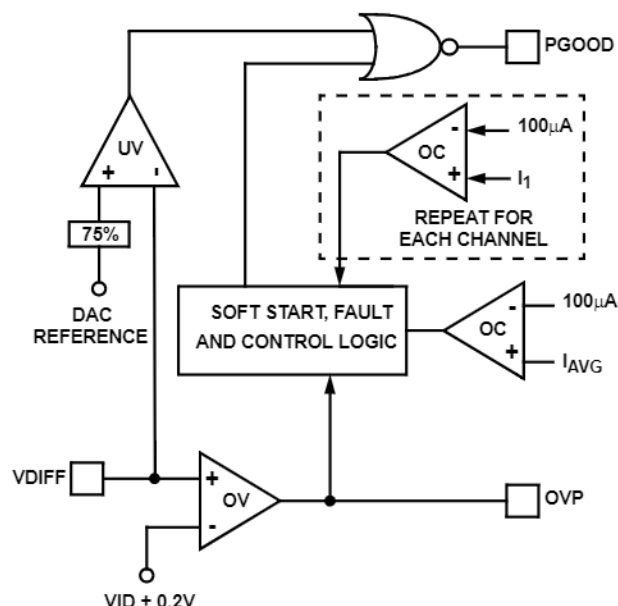 PGOOD
UV
+ -
75%
DAC
REFERENCE
- 100μA
OC
+ I1
REPEAT FOR
EACH CHANNEL
SOFT START, FAULT
AND CONTROL LOGIC
- 100μA
OC
+ IAVG
VDIFF
+
OV
-
OVP
VID + 0.2V